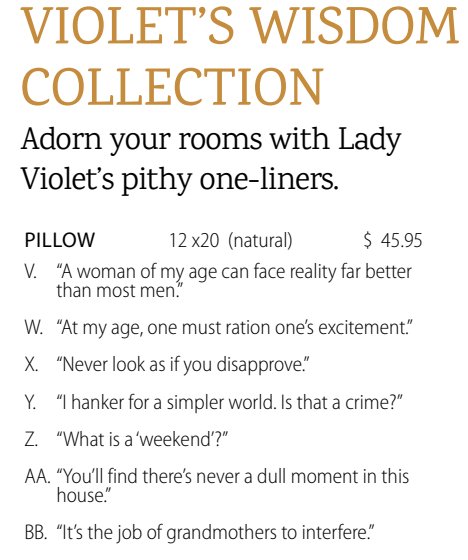 VIOLET'S WISDOM
COLLECTION
Adorn your rooms with Lady
Violet's pithy one-liners.
PILLOW 12 x20 (natural) $ 45.95
V. “A woman of my age can face reality far better
than most men.”
W. “At my age, one must ration one's excitement.”
X. “Never look as if you disapprove.”
Y. “I hanker for a simpler world. Is that a crime?”
Z. “What is a ‘weekend’?”
AA. “You'll find there's never a dull moment in this
house.”
BB. “It's the job of grandmothers to interfere.”